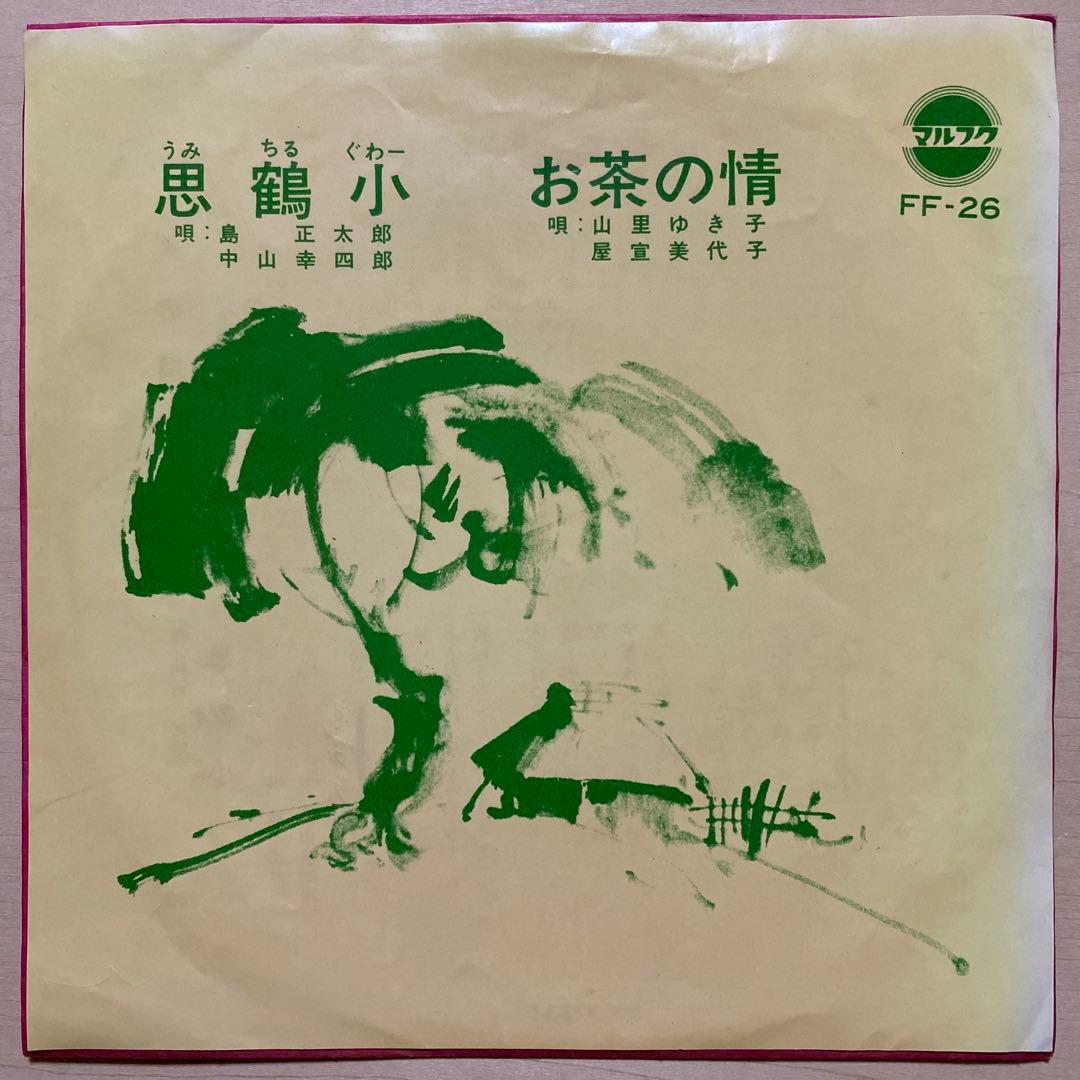 うみ ちる ぐわー
思鶴小
唄：島 正太郎
中山幸四郎
お茶の情
唄：山里ゆき子
屋宜美代子
マルフク
FF-26